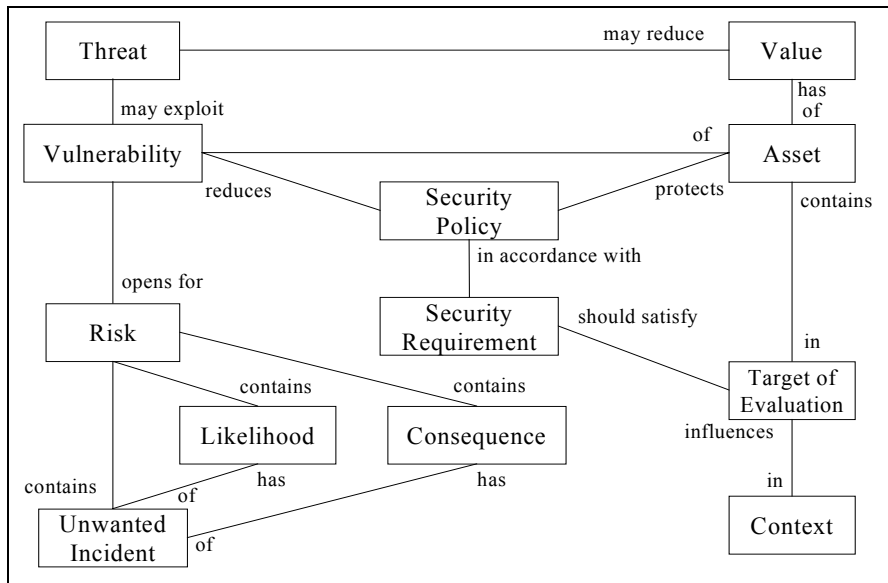 Threat
may reduce
Value
may exploit
has
of
Vulnerability
of
Asset
reduces
Security
Policy
protects
contains
in accordance with
opens for
Security
Requirement
should satisfy
Risk
in
contains
contains
Target of
Evaluation
Likelihood
Consequence
influences
contains
of
has
has
in
Unwanted
Incident
of
Context